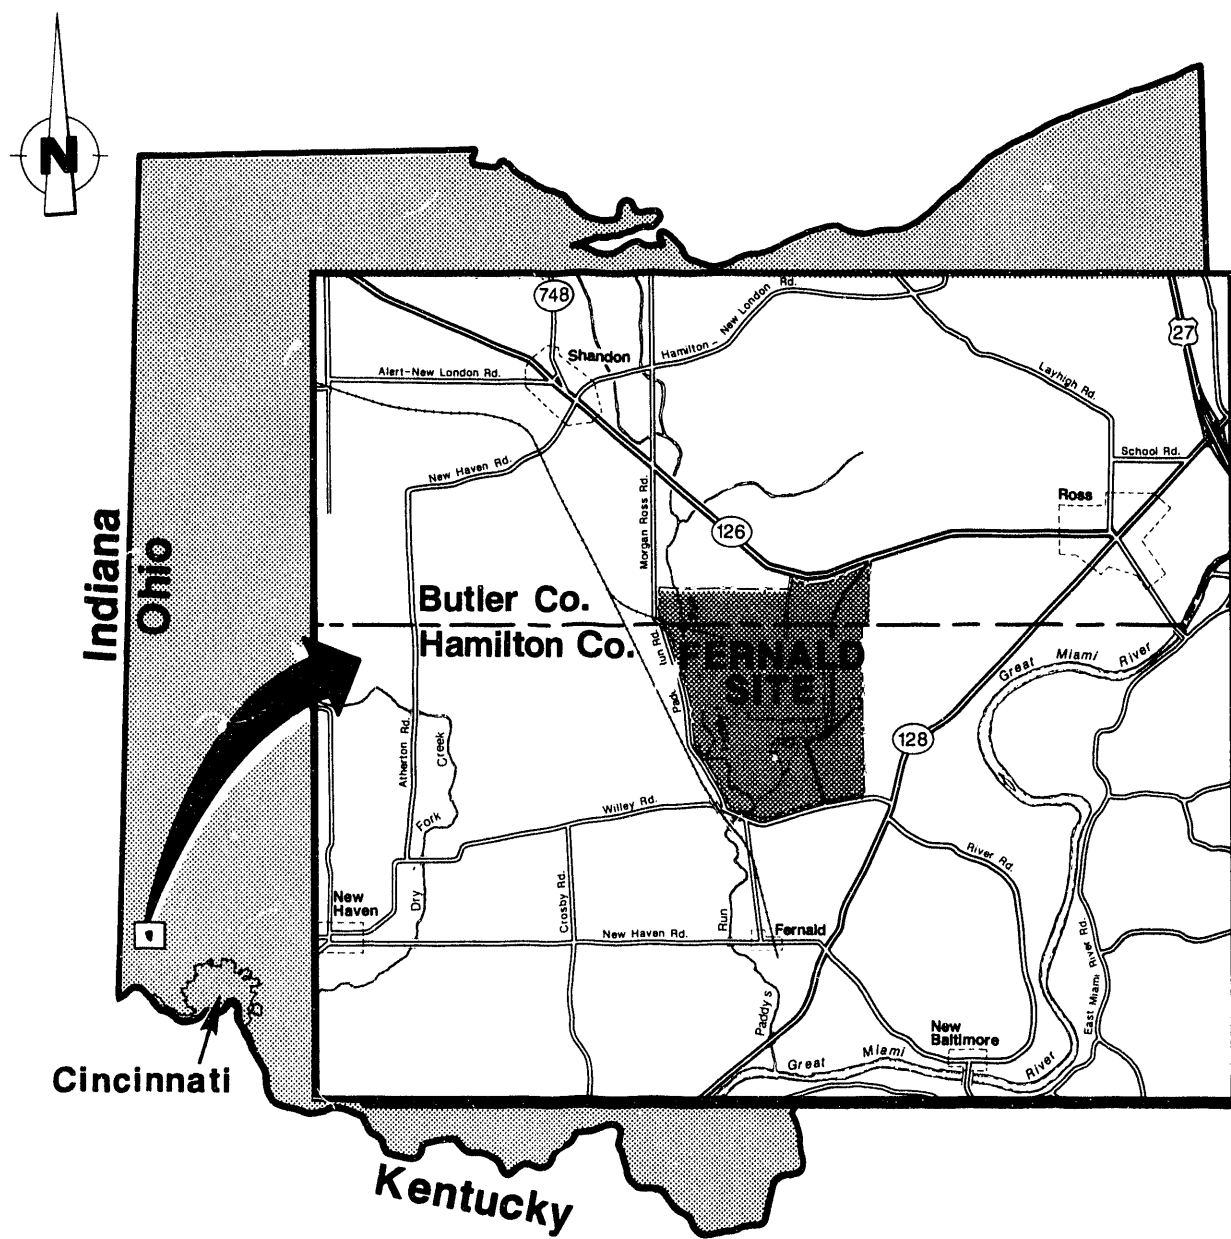 N
748
Hamilton - New London Rd.
27
Shandon
Alert-New London Rd.
Layhigh Rd.
School Rd.
New Haven Rd.
Ross
Morgan Ross Rd.
126
Indiana
Ohio
Butler Co.
Hamilton Co.
Run Rd.
FERNALD
SITE
Great Miami River
128
Atherton Rd.
Dry Fork Creek
Willey Rd.
River Rd.
New
Haven
Crosby Rd.
New Haven Rd.
Paddy s Run
Fernald
East Miami River Rd.
New
Baltimore
Great Miami River
Cincinnati
Kentucky